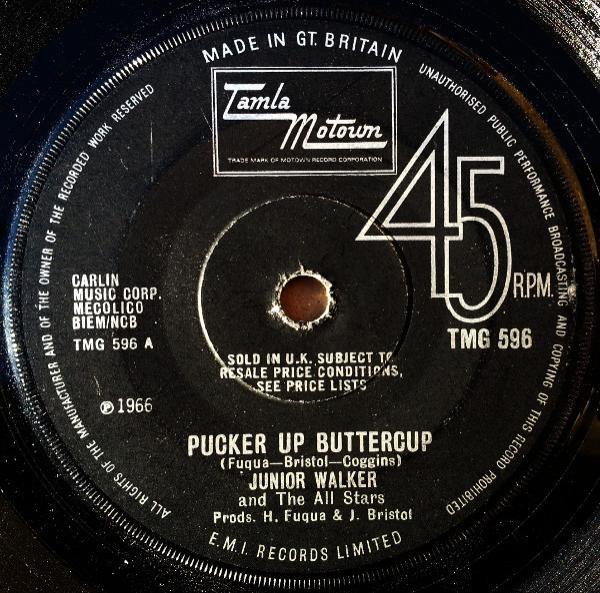 MADE IN GT. BRITAIN
UNAUTHORISED PUBLIC PERFORMANCE BROADCASTING AND COPYING OF THIS RECORD PROHIBITED
ALL RIGHTS OF THE MANUFACTURER AND OF THE OWNER OF THE RECORDED WORK RESERVED
Tamla
Motown
TRADE MARK OF MOTOWN RECORD CORPORATION
45
R.P.M.
TMG 596
CARLIN
MUSIC CORP.
MECOLICO
BIEM/NCB
TMG 596 A
℗ 1966
SOLD IN U.K. SUBJECT TO
RESALE PRICE CONDITIONS,
SEE PRICE LISTS
PUCKER UP BUTTERCUP
(Fuqua—Bristol—Coggins)
JUNIOR WALKER
and The All Stars
Prods. H. Fuqua & J. Bristol
E.M.I. RECORDS LIMITED